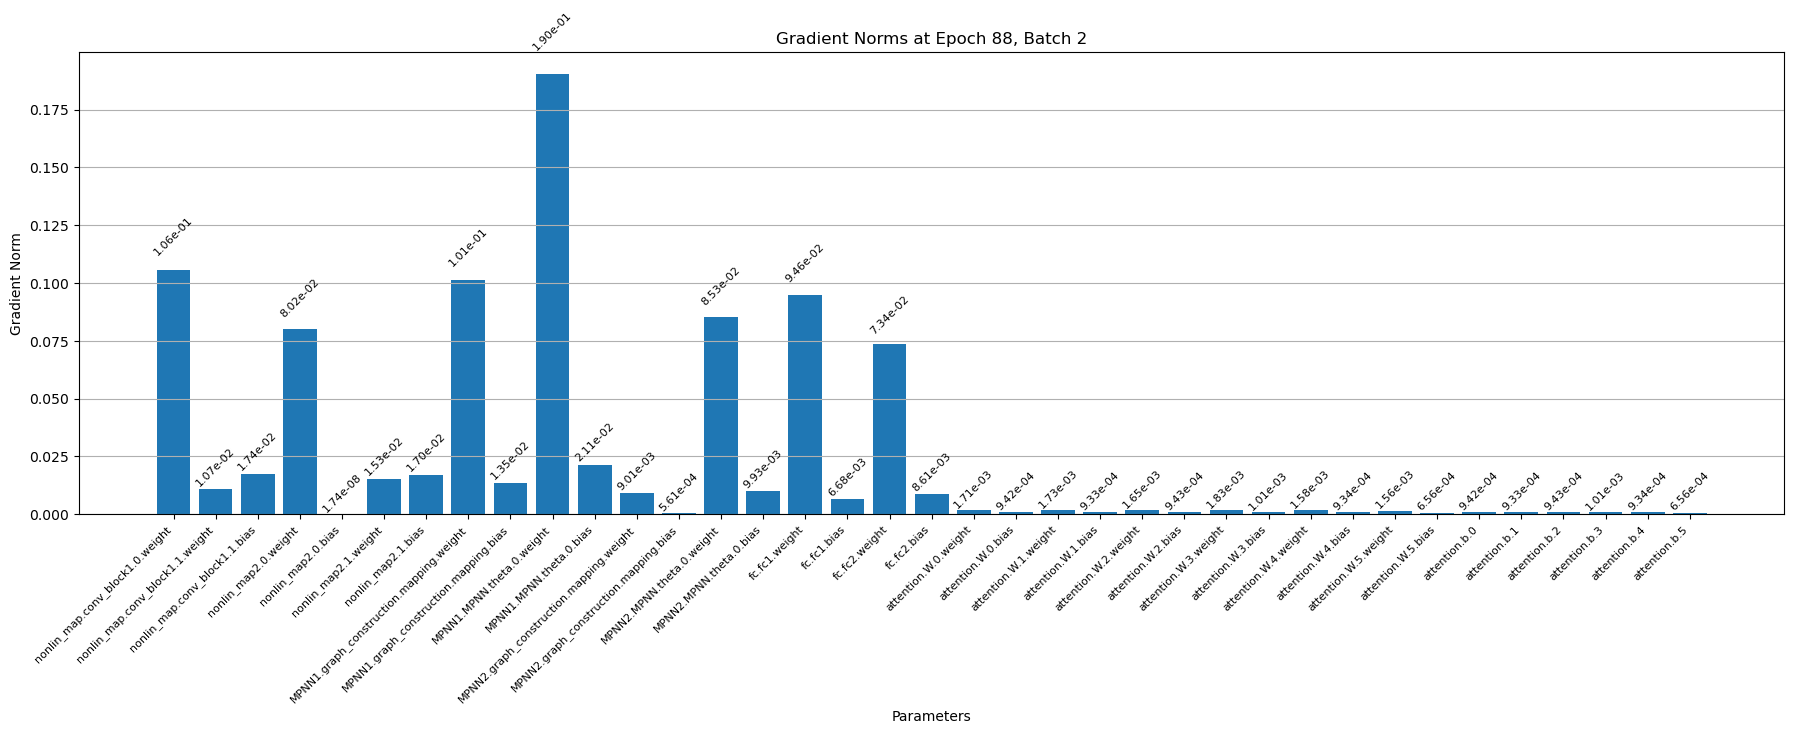 Gradient Norms at Epoch 88, Batch 2
Gradient Norm
0.175
0.150
0.125
0.100
0.075
0.050
0.025
0.000
1.06e-01
1.07e-02
1.74e-02
8.02e-02
1.74e-08
1.53e-02
1.70e-02
1.01e-01
1.35e-02
1.90e-01
2.11e-02
9.01e-03
5.61e-04
8.53e-02
9.93e-03
9.46e-02
6.68e-03
7.34e-02
8.61e-03
1.71e-03
9.42e-04
1.73e-03
9.33e-04
1.65e-03
9.43e-04
1.83e-03
1.01e-03
1.58e-03
9.34e-04
1.56e-03
6.56e-04
9.42e-04
9.33e-04
9.43e-04
1.01e-03
9.34e-04
6.56e-04
nonlin_map.conv_block1.0.weight
nonlin_map.conv_block1.1.weight
nonlin_map.conv_block1.1.bias
nonlin_map2.0.weight
nonlin_map2.0.bias
nonlin_map2.1.weight
nonlin_map2.1.bias
MPNN1.graph_construction.mapping.weight
MPNN1.graph_construction.mapping.bias
MPNN1.MPNN.theta.0.weight
MPNN1.MPNN.theta.0.bias
MPNN2.graph_construction.mapping.weight
MPNN2.graph_construction.mapping.bias
MPNN2.MPNN.theta.0.weight
MPNN2.MPNN.theta.0.bias
fc.fc1.weight
fc.fc1.bias
fc.fc2.weight
fc.fc2.bias
attention.W.0.weight
attention.W.0.bias
attention.W.1.weight
attention.W.1.bias
attention.W.2.weight
attention.W.2.bias
attention.W.3.weight
attention.W.3.bias
attention.W.4.weight
attention.W.4.bias
attention.W.5.weight
attention.W.5.bias
attention.b.0
attention.b.1
attention.b.2
attention.b.3
attention.b.4
attention.b.5
Parameters